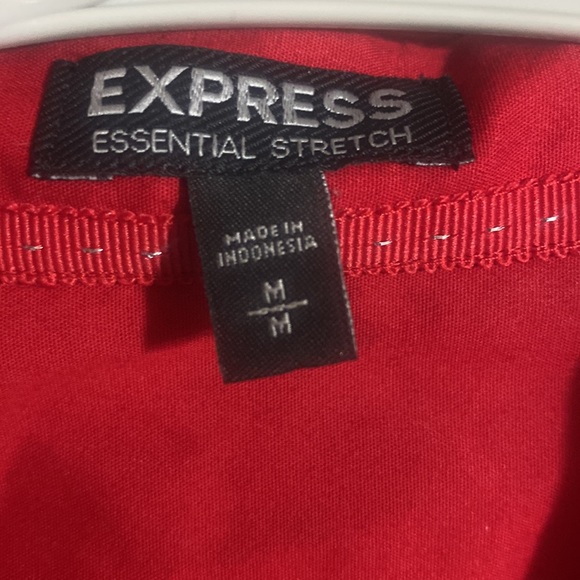 EXPRESS
ESSENTIAL STRETCH
MADE IN
INDONESIA
M
M